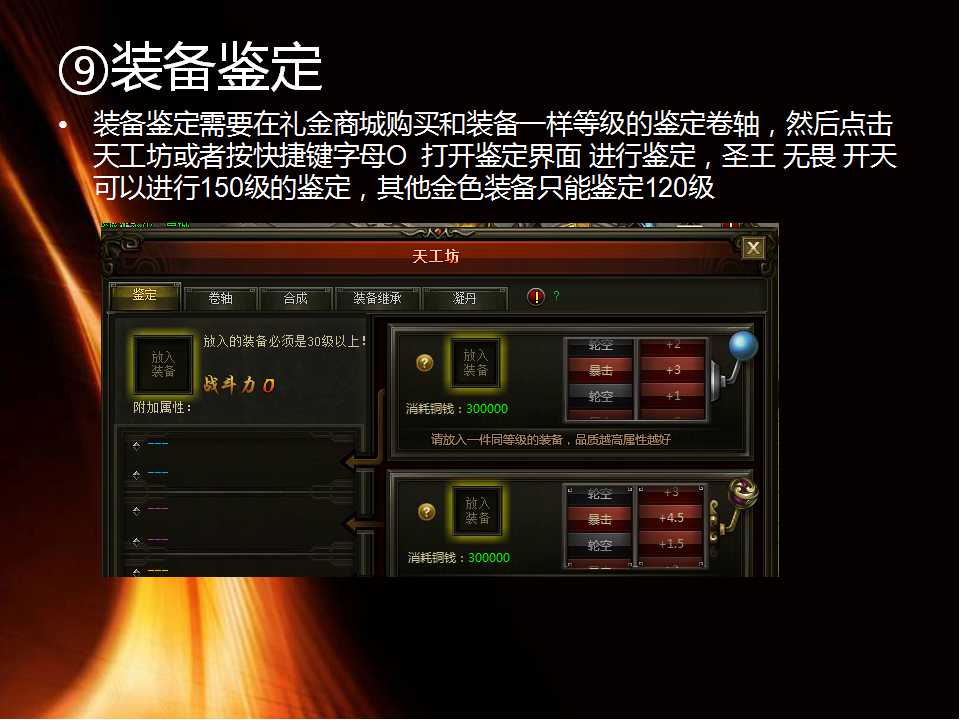 ⑨装备鉴定
• 装备鉴定需要在礼金商城购买和装备一样等级的鉴定卷轴，然后点击
天工坊或者按快捷键字母O 打开鉴定界面 进行鉴定，圣王 无畏 开天
可以进行150级的鉴定，其他金色装备只能鉴定120级
天工坊
X
鉴定 卷轴 合成 装备继承 凝丹 ! ?
放入
装备
放入的装备必须是30级以上!
战斗力 0
附加属性：
---
---
---
---
---
?
放入
装备
轮空 +2
暴击 +3
轮空 +1
消耗铜钱：300000
请放入一件同等级的装备，品质越高属性越好
?
放入
装备
轮空 +3
暴击 +4.5
轮空 +1.5
消耗铜钱：300000